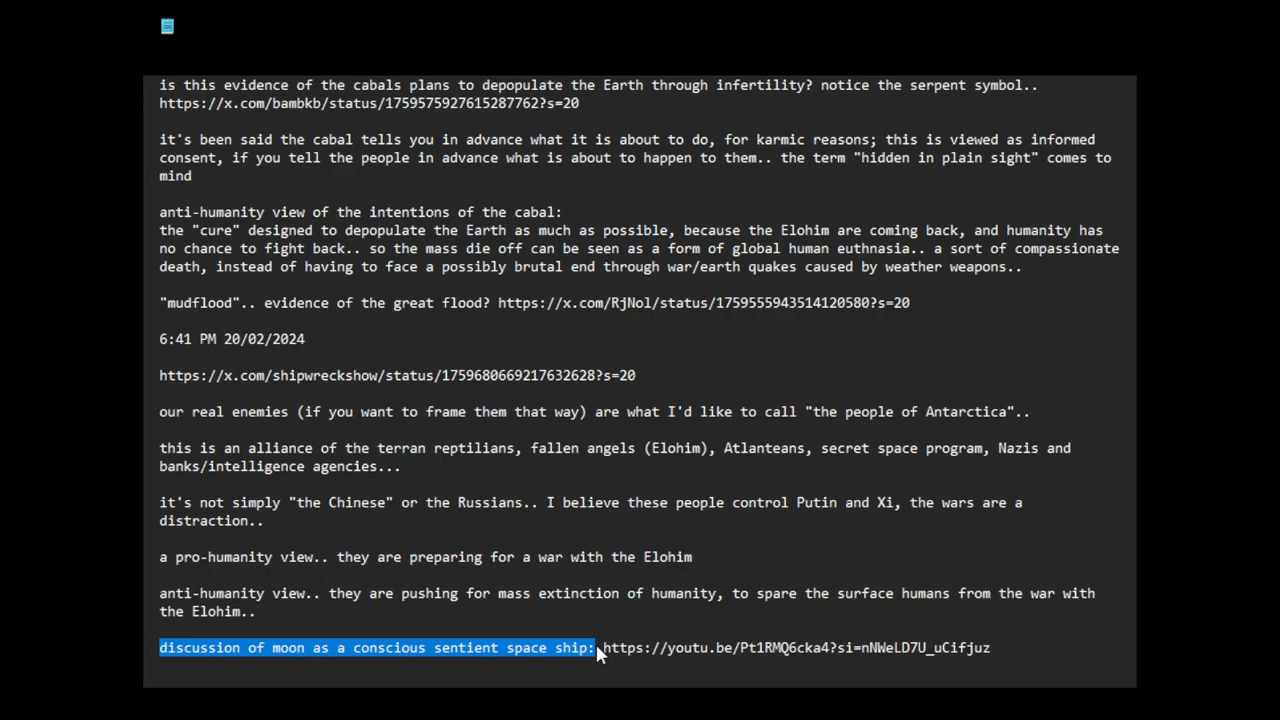 is this evidence of the cabals plans to depopulate the Earth through infertility? notice the serpent symbol..
https://x.com/bambkb/status/1759575927615287762?s=20
it's been said the cabal tells you in advance what it is about to do, for karmic reasons; this is viewed as informed
consent, if you tell the people in advance what is about to happen to them.. the term "hidden in plain sight" comes to
mind
anti-humanity view of the intentions of the cabal:
the "cure" designed to depopulate the Earth as much as possible, because the Elohim are coming back, and humanity has
no chance to fight back.. so the mass die off can be seen as a form of global human euthnasia.. a sort of compassionate
death, instead of having to face a possibly brutal end through war/earth quakes caused by weather weapons..
"mudflood".. evidence of the great flood? https://x.com/RjNol/status/1759555943514120580?s=20
6:41 PM 20/02/2024
https://x.com/shipwreckshow/status/1759680669217632628?s=20
our real enemies (if you want to frame them that way) are what I'd like to call "the people of Antarctica"..
this is an alliance of the terran reptilians, fallen angels (Elohim), Atlanteans, secret space program, Nazis and
banks/intelligence agencies...
it's not simply "the Chinese" or the Russians.. I believe these people control Putin and Xi, the wars are a
distraction..
a pro-humanity view.. they are preparing for a war with the Elohim
anti-humanity view.. they are pushing for mass extinction of humanity, to spare the surface humans from the war with
the Elohim..
discussion of moon as a conscious sentient space ship: https://youtu.be/Pt1RMQ6cka4?si=nNWeLD7U_uCifjuz